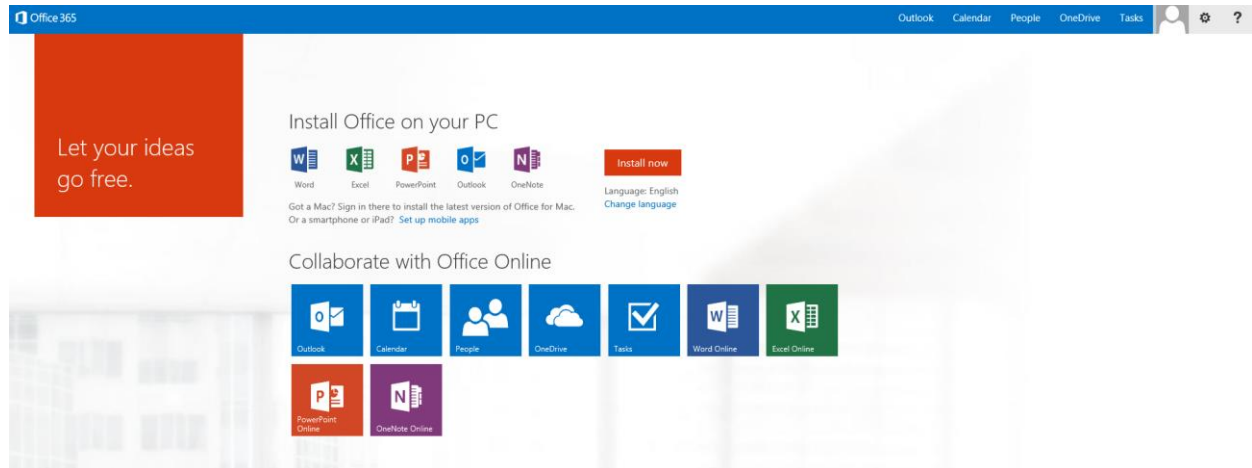 Office 365
Outlook Calendar People OneDrive Tasks ?
Let your ideas
go free.
Install Office on your PC
Word Excel PowerPoint Outlook OneNote
Install now
Got a Mac? Sign in there to install the latest version of Office for Mac.
Or a smartphone or iPad? Set up mobile apps
Language: English
Change language
Collaborate with Office Online
Outlook Calendar People OneDrive Tasks Word Online Excel Online
PowerPoint
Online
OneNote Online